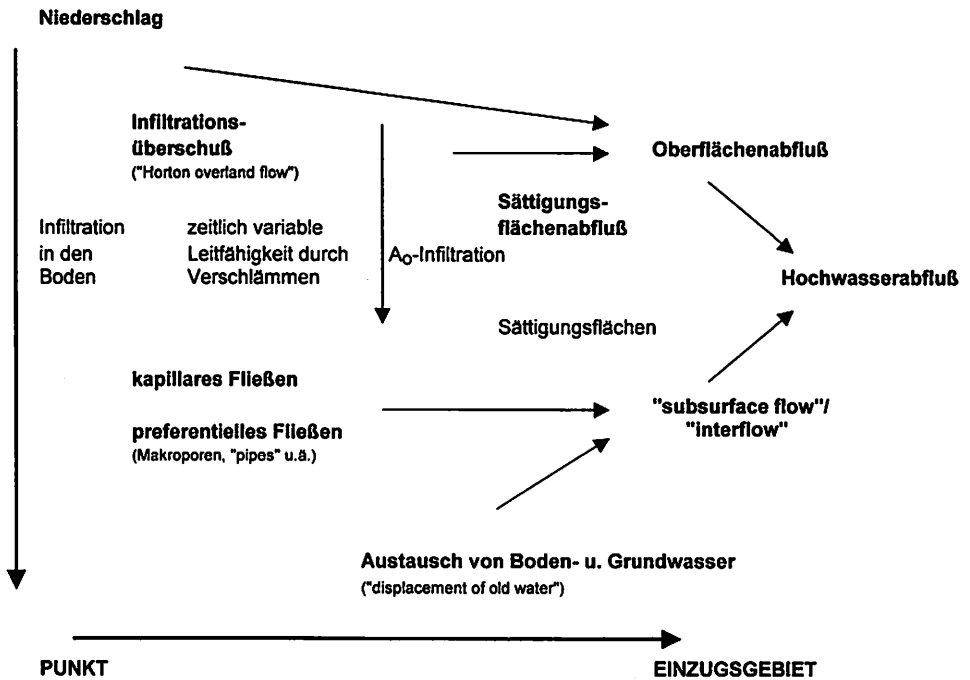 Niederschlag
Infiltrations-
überschuß
("Horton overland flow")
Oberflächenabfluß
Sättigungs-
flächenabfluß
Infiltration
in den
Boden
zeitlich variable
Leitfähigkeit durch
Verschlämmen
A₀-Infiltration
Hochwasserabfluß
Sättigungsflächen
kapillares Fließen
preferentielles Fließen
(Makroporen, "pipes" u.ä.)
"subsurface flow"/
"interflow"
Austausch von Boden- u. Grundwasser
("displacement of old water")
PUNKT
EINZUGSGEBIET